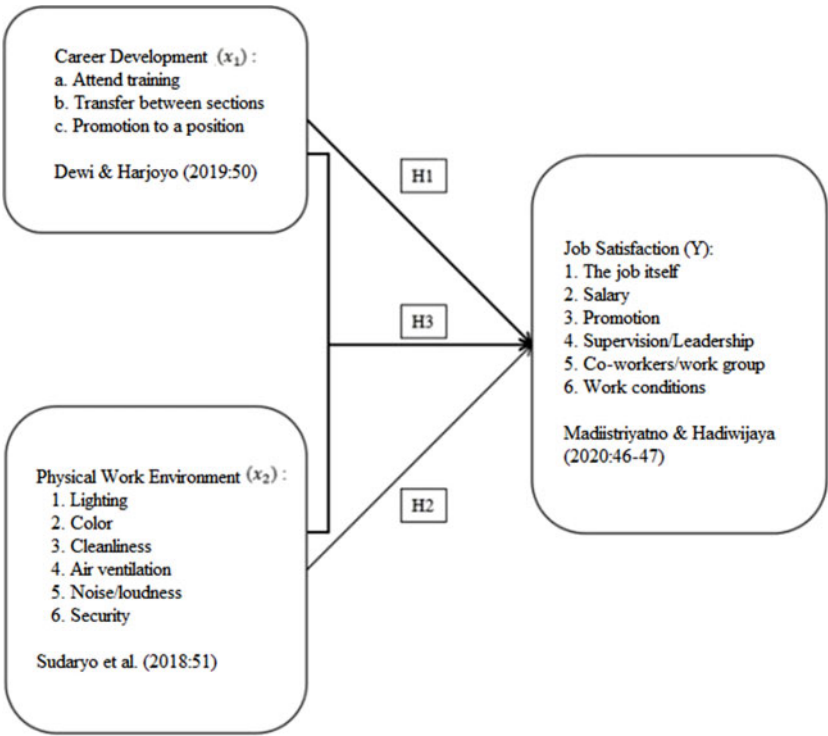 Career Development (x₁) :
a. Attend training
b. Transfer between sections
c. Promotion to a position
Dewi & Harjoyo (2019:50)
H1
H3
H2
Physical Work Environment (x₂) :
1. Lighting
2. Color
3. Cleanliness
4. Air ventilation
5. Noise/loudness
6. Security
Sudaryo et al. (2018:51)
Job Satisfaction (Y):
1. The job itself
2. Salary
3. Promotion
4. Supervision/Leadership
5. Co-workers/work group
6. Work conditions
Madiistriyatno & Hadiwijaya
(2020:46-47)